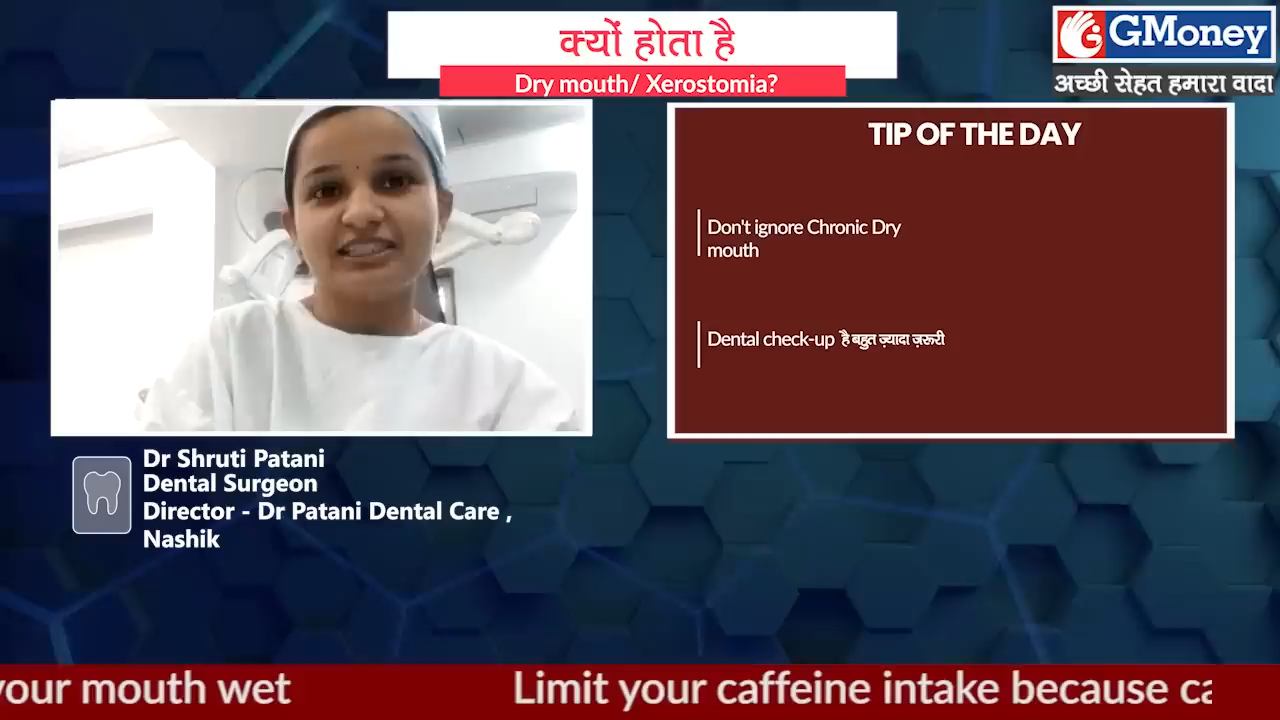 क्यों होता है
Dry mouth/ Xerostomia?
GMoney
अच्छी सेहत हमारा वादा
TIP OF THE DAY
Don't ignore Chronic Dry
mouth
Dental check-up है बहुत ज़्यादा ज़रूरी
Dr Shruti Patani
Dental Surgeon
Director - Dr Patani Dental Care ,
Nashik
your mouth wet
Limit your caffeine intake because